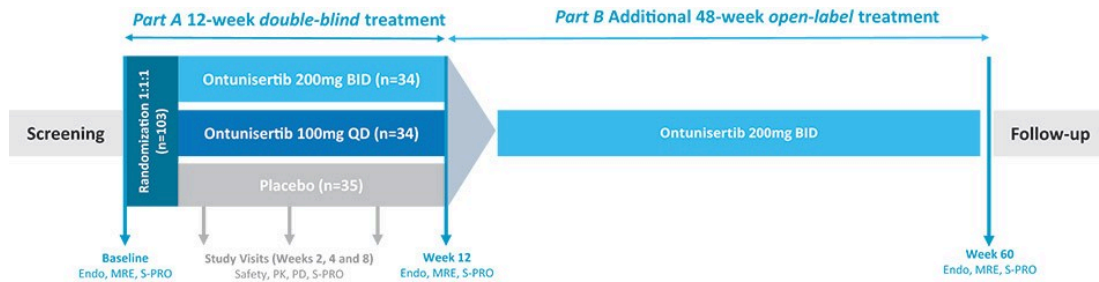 Part A 12-week double-blind treatment
Part B Additional 48-week open-label treatment
Screening
Randomization 1:1:1
(n=103)
Ontunisertib 200mg BID (n=34)
Ontunisertib 100mg QD (n=34)
Placebo (n=35)
Ontunisertib 200mg BID
Follow-up
Baseline
Endo, MRE, S-PRO
Study Visits (Weeks 2, 4 and 8)
Safety, PK, PD, S-PRO
Week 12
Endo, MRE, S-PRO
Week 60
Endo, MRE, S-PRO